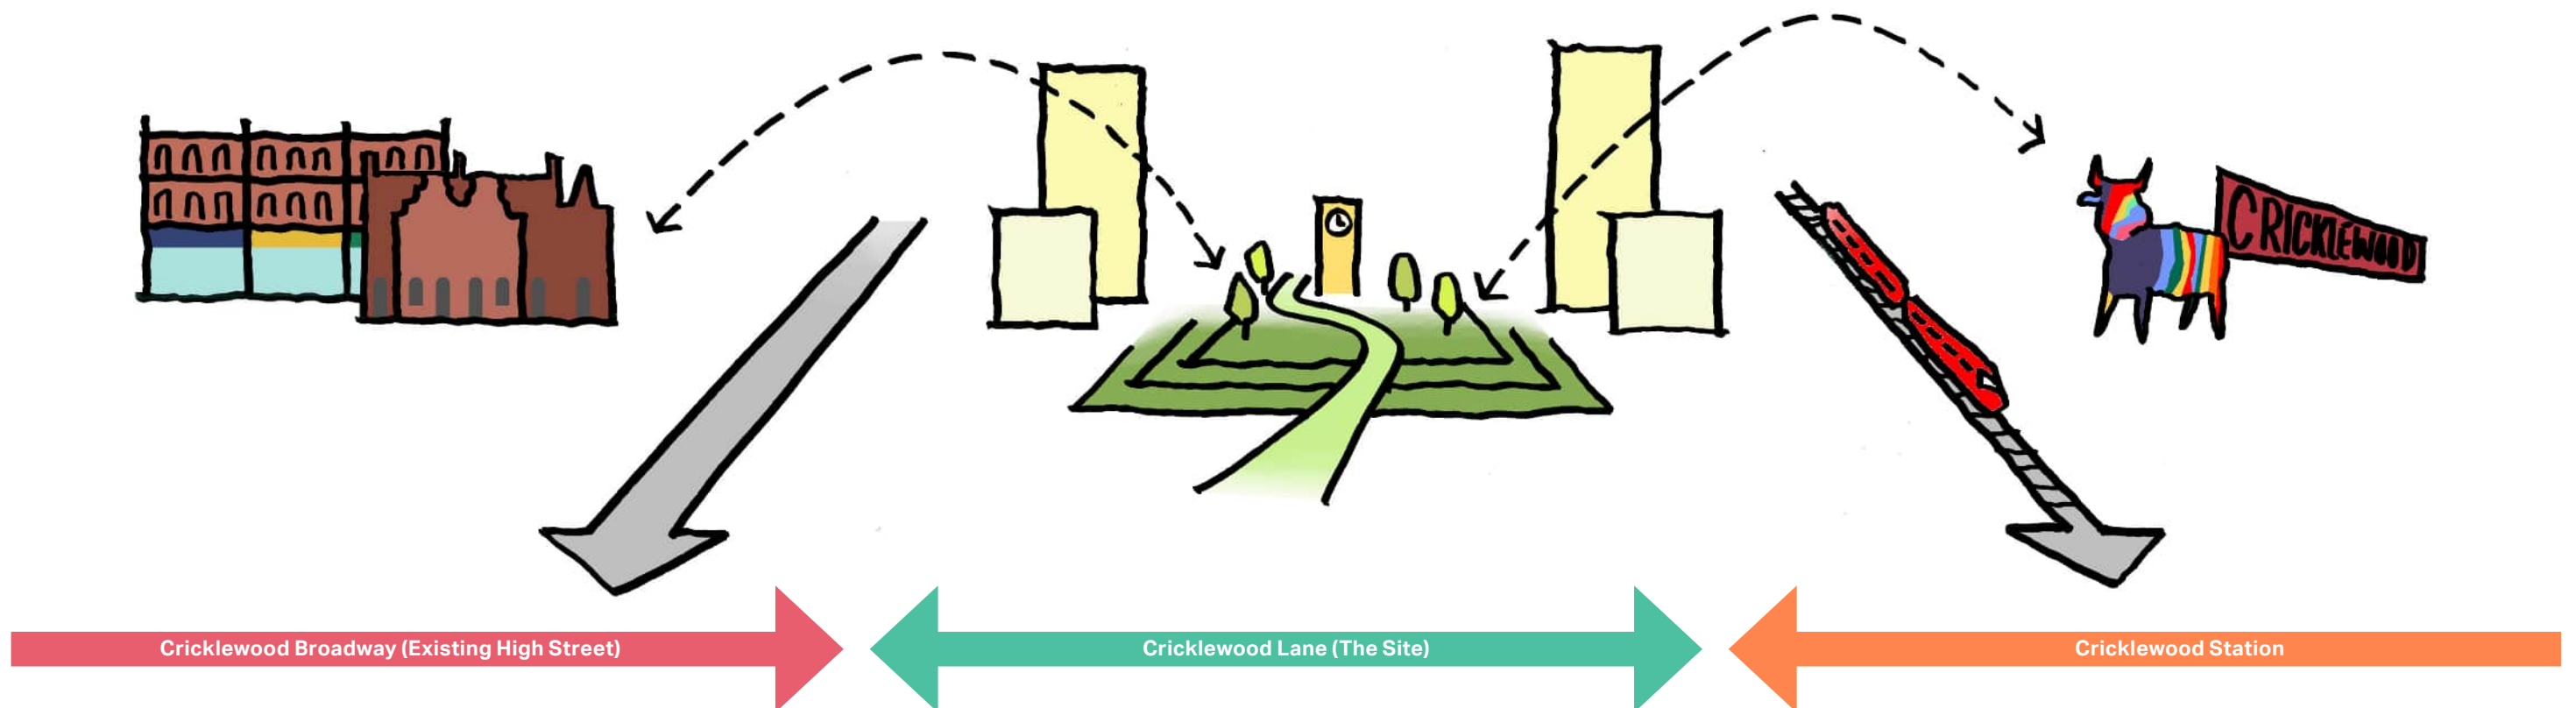 CRICKLEWOOD
Cricklewood Broadway (Existing High Street)
Cricklewood Lane (The Site)
Cricklewood Station